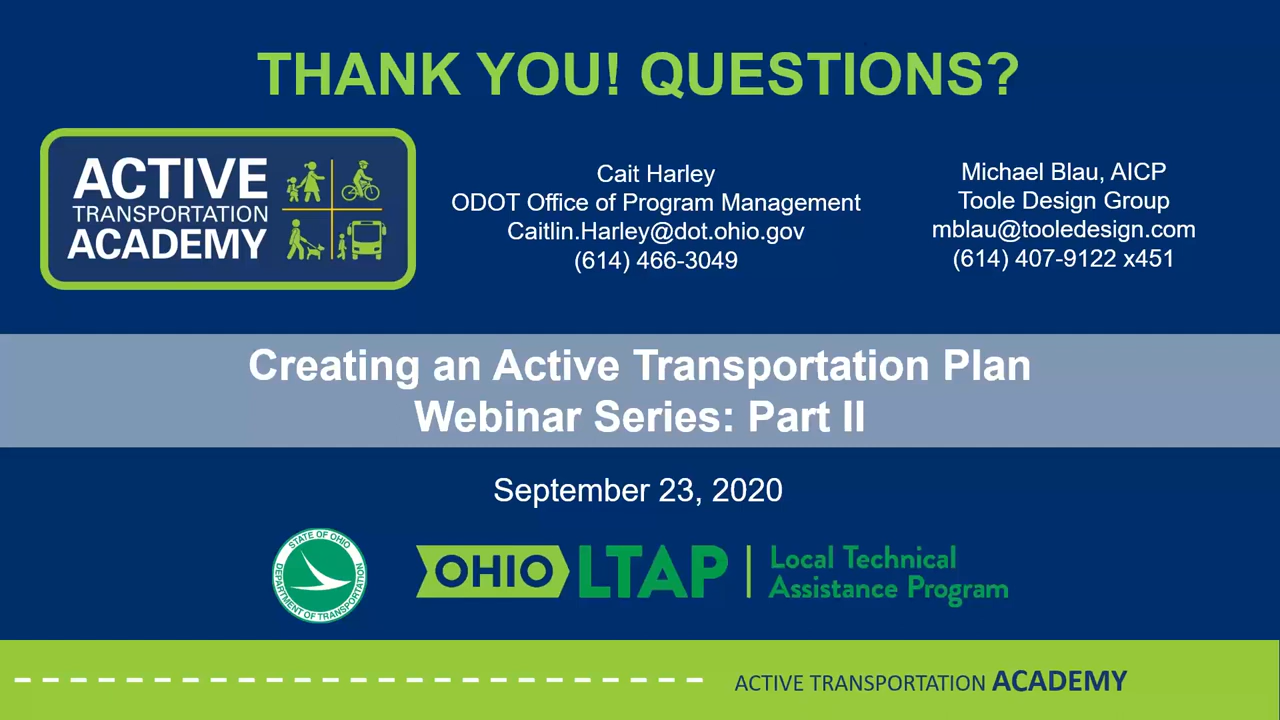 THANK YOU! QUESTIONS?
ACTIVE
TRANSPORTATION
ACADEMY
Cait Harley
ODOT Office of Program Management
Caitlin.Harley@dot.ohio.gov
(614) 466-3049
Michael Blau, AICP
Toole Design Group
mblau@tooledesign.com
(614) 407-9122 x451
Creating an Active Transportation Plan
Webinar Series: Part II
September 23, 2020
STATE OF OHIO
DEPARTMENT OF TRANSPORTATION
OHIO LTAP
Local Technical
Assistance Program
ACTIVE TRANSPORTATION ACADEMY